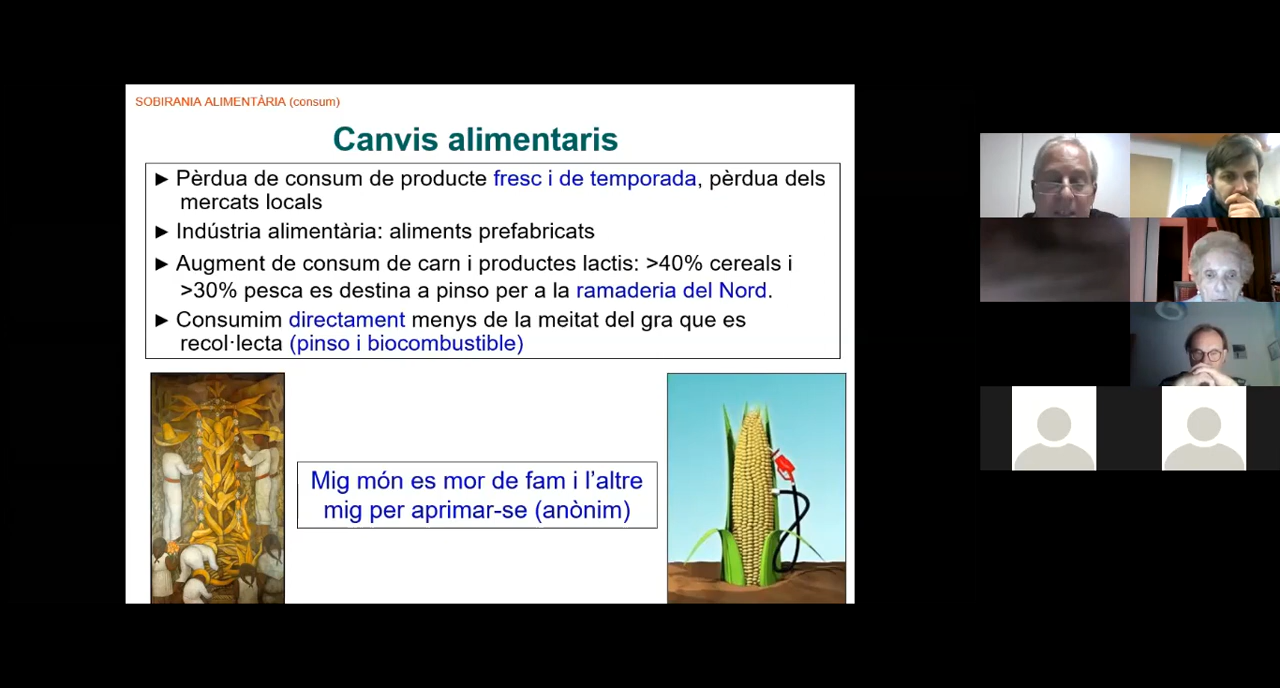 SOBIRANIA ALIMENTÀRIA (consum)
Canvis alimentaris
► Pèrdua de consum de producte fresc i de temporada, pèrdua dels
mercats locals
► Indústria alimentària: aliments prefabricats
► Augment de consum de carn i productes lactis: >40% cereals i
>30% pesca es destina a pinso per a la ramaderia del Nord.
► Consumim directament menys de la meitat del gra que es
recol·lecta (pinso i biocombustible)
Mig món es mor de fam i l’altre
mig per aprimar-se (anònim)